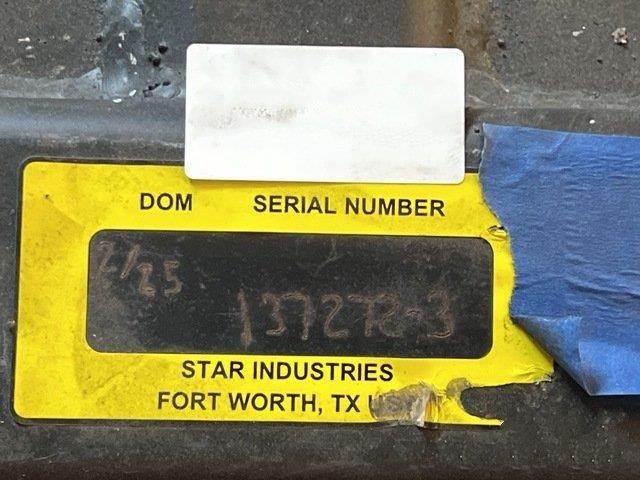 DOM SERIAL NUMBER
2/25
137272-3
STAR INDUSTRIES
FORT WORTH, TX